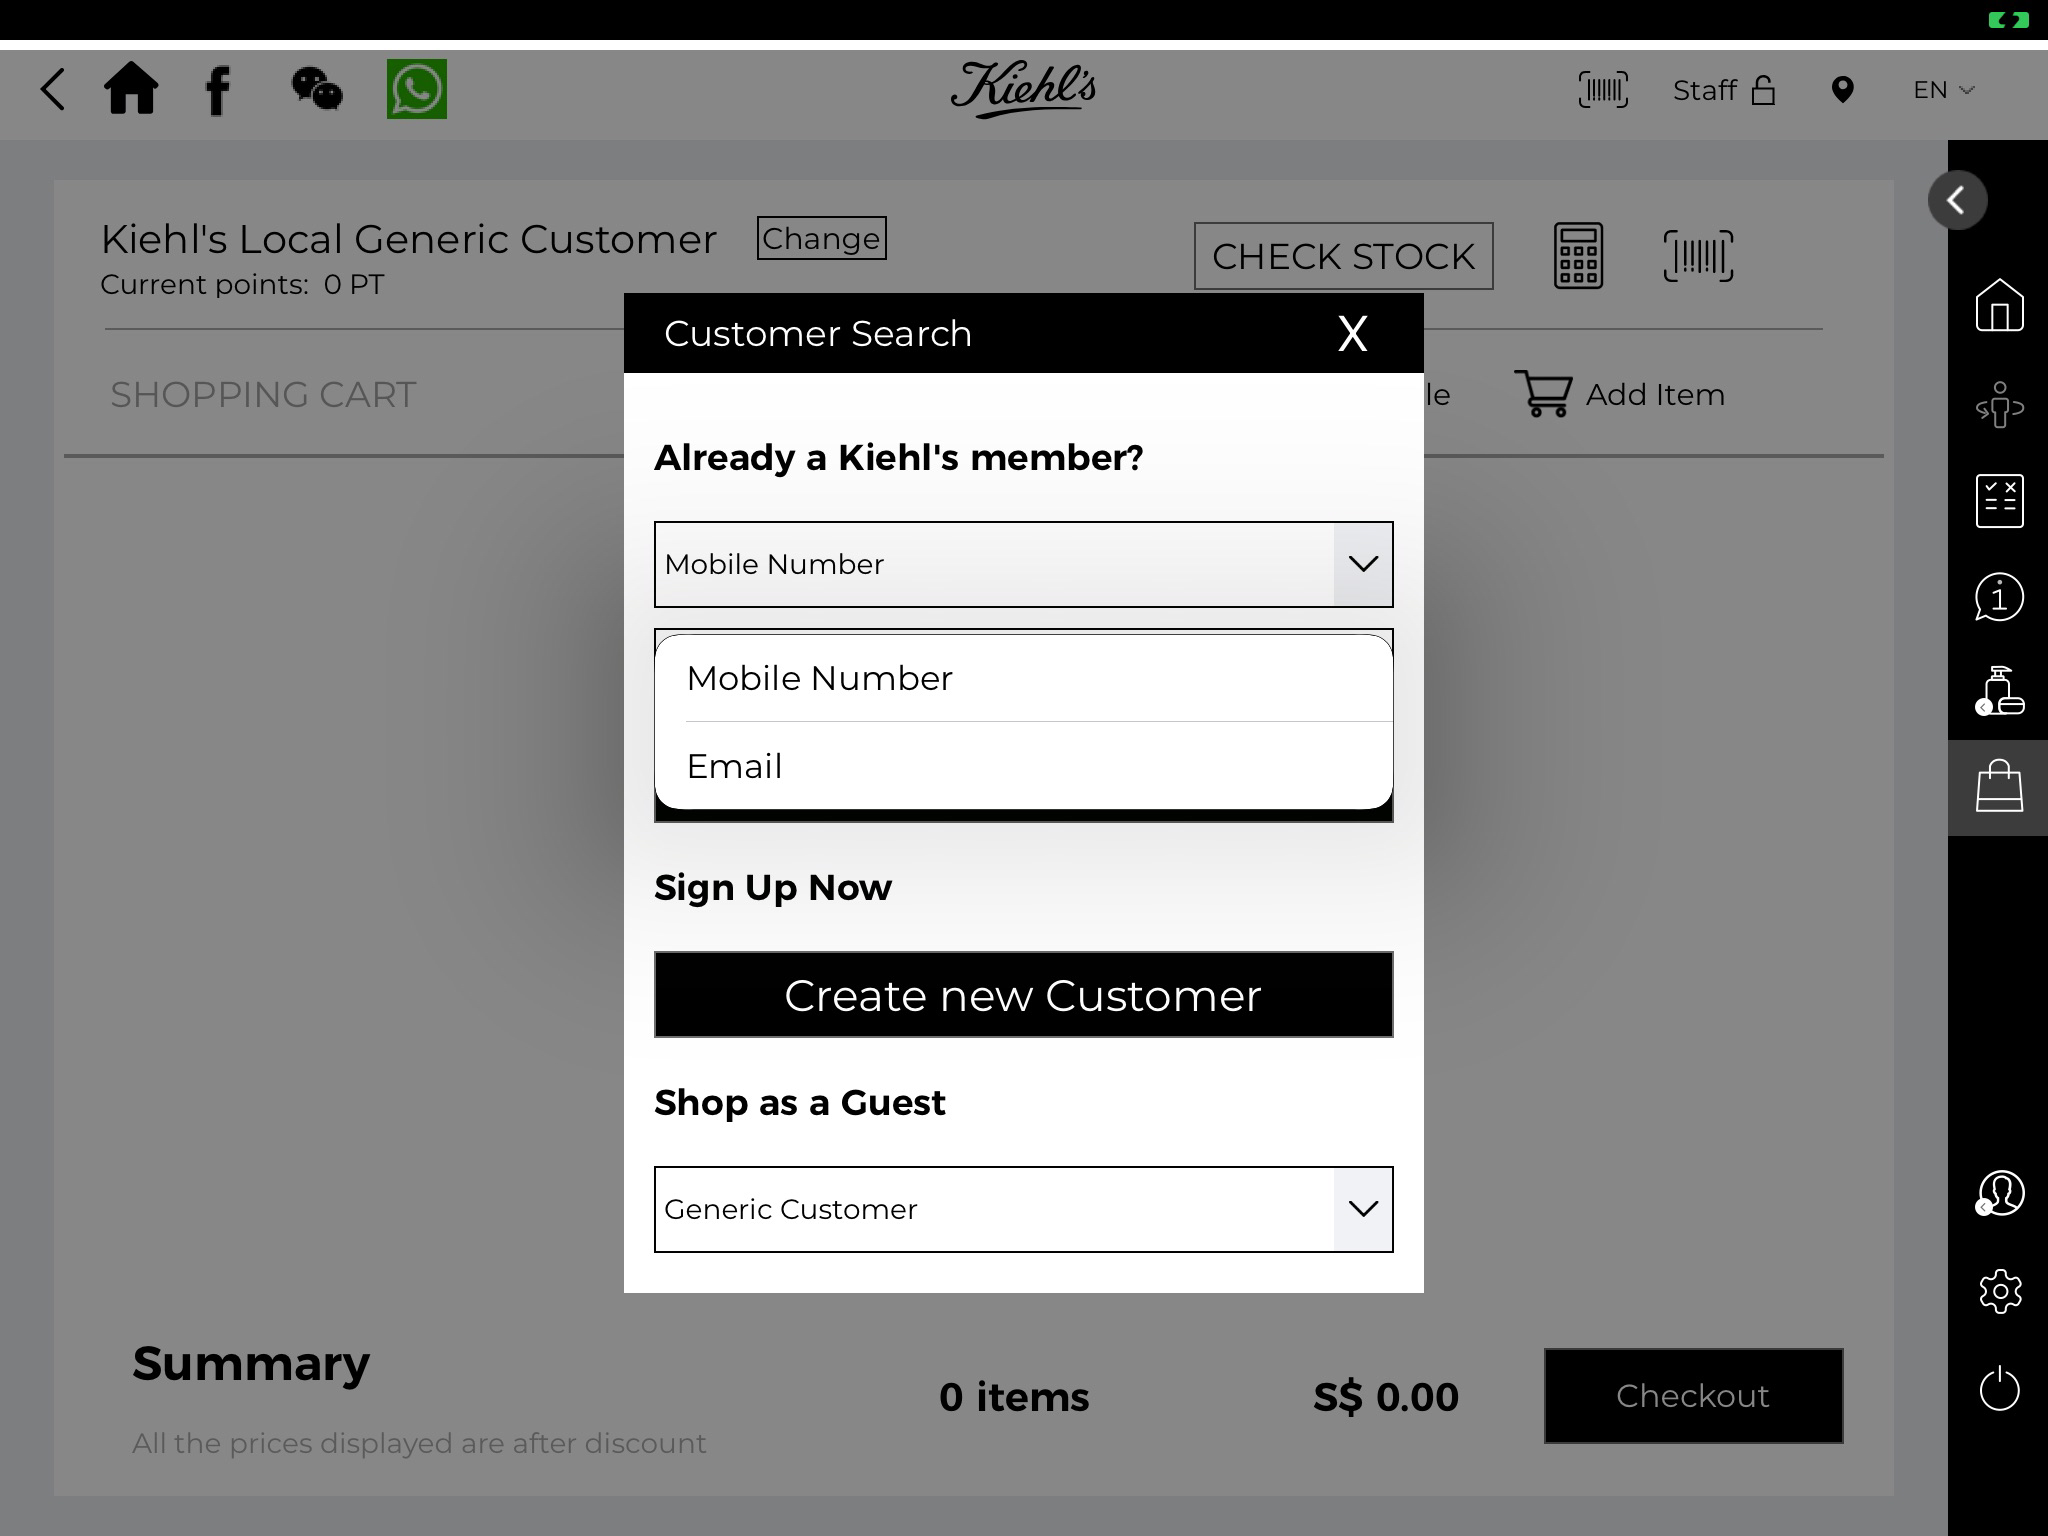 Kiehl's
Staff
EN
Kiehl's Local Generic Customer
Change
Current points: 0 PT
CHECK STOCK
Customer Search
X
SHOPPING CART
le
Add Item
Already a Kiehl's member?
Mobile Number
Mobile Number
Email
Sign Up Now
Create new Customer
Shop as a Guest
Generic Customer
Summary
0 items
S$ 0.00
Checkout
All the prices displayed are after discount